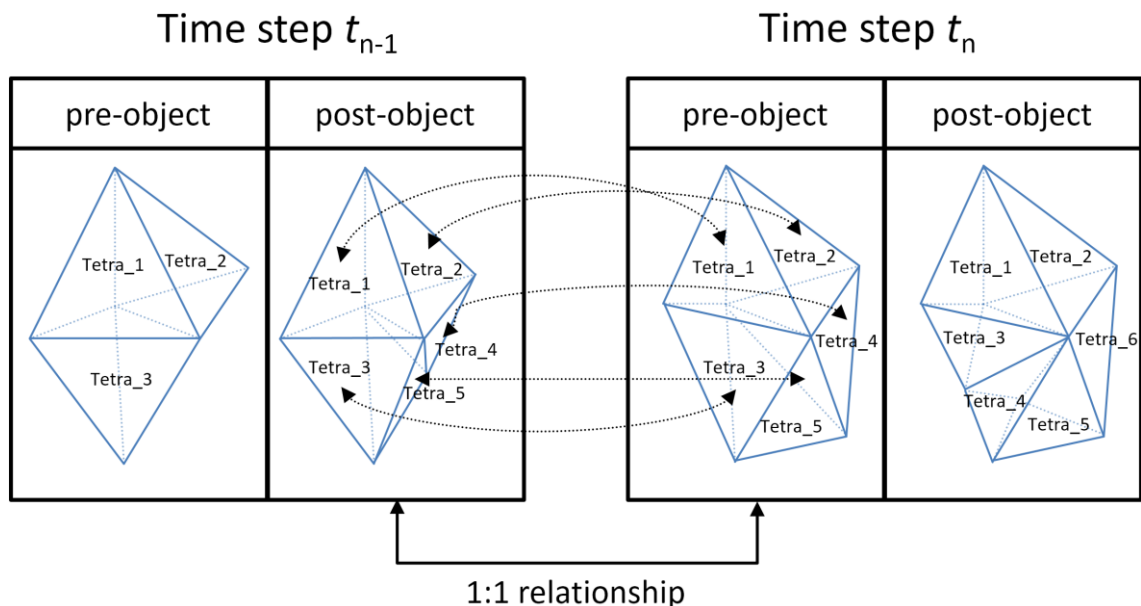 Time step tn-1
Time step tn
pre-object
post-object
pre-object
post-object
Tetra_1
Tetra_2
Tetra_3
Tetra_1
Tetra_2
Tetra_4
Tetra_3
Tetra_5
Tetra_1
Tetra_2
Tetra_4
Tetra_3
Tetra_5
Tetra_1
Tetra_2
Tetra_3
Tetra_6
Tetra_4
Tetra_5
1:1 relationship